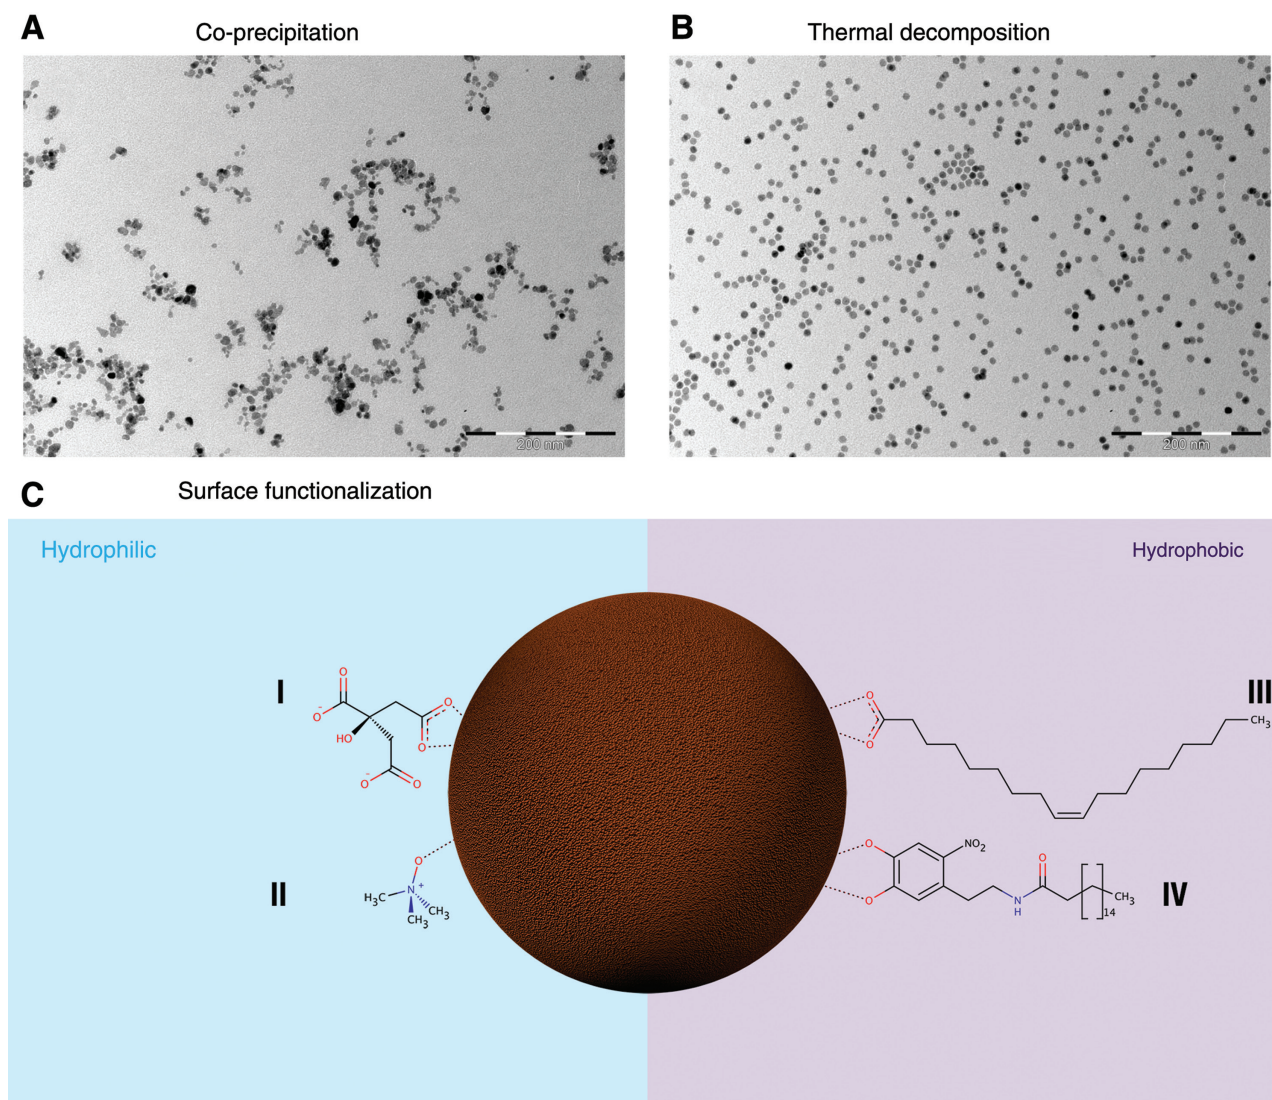 A Co-precipitation
B Thermal decomposition
200 nm
200 nm
C Surface functionalization
Hydrophilic
Hydrophobic
I
O
O
O
-
O
HO
O
-
O
O
III
O
O
CH3
II
O
N+
H3C
CH3
CH3
IV
O
O
NO2
O
N
H
CH3
14